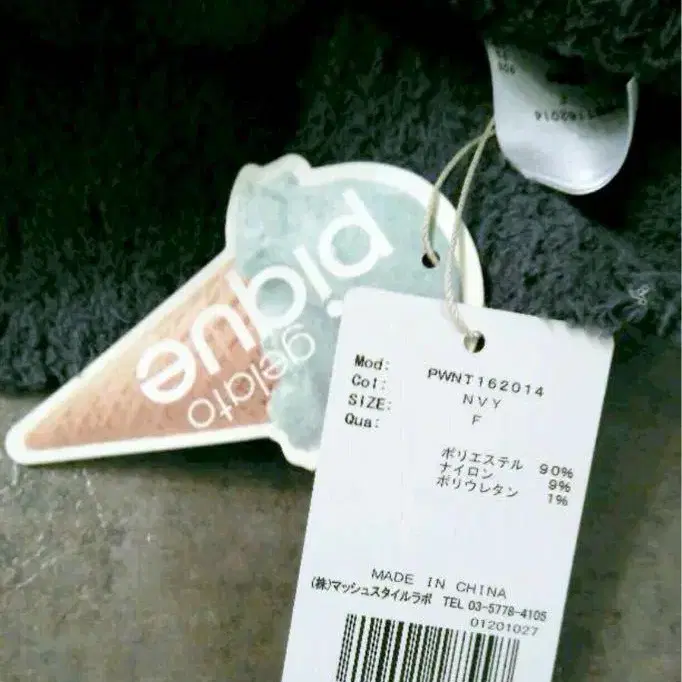 gelato
pique
Mod: PWNT162014
Col: NVY
SIZE: F
Qua:
ポリエステル 90%
ナイロン 9%
ポリウレタン 1%
MADE IN CHINA
(株)マッシュスタイルラボ TEL 03-5778-4105
01201027